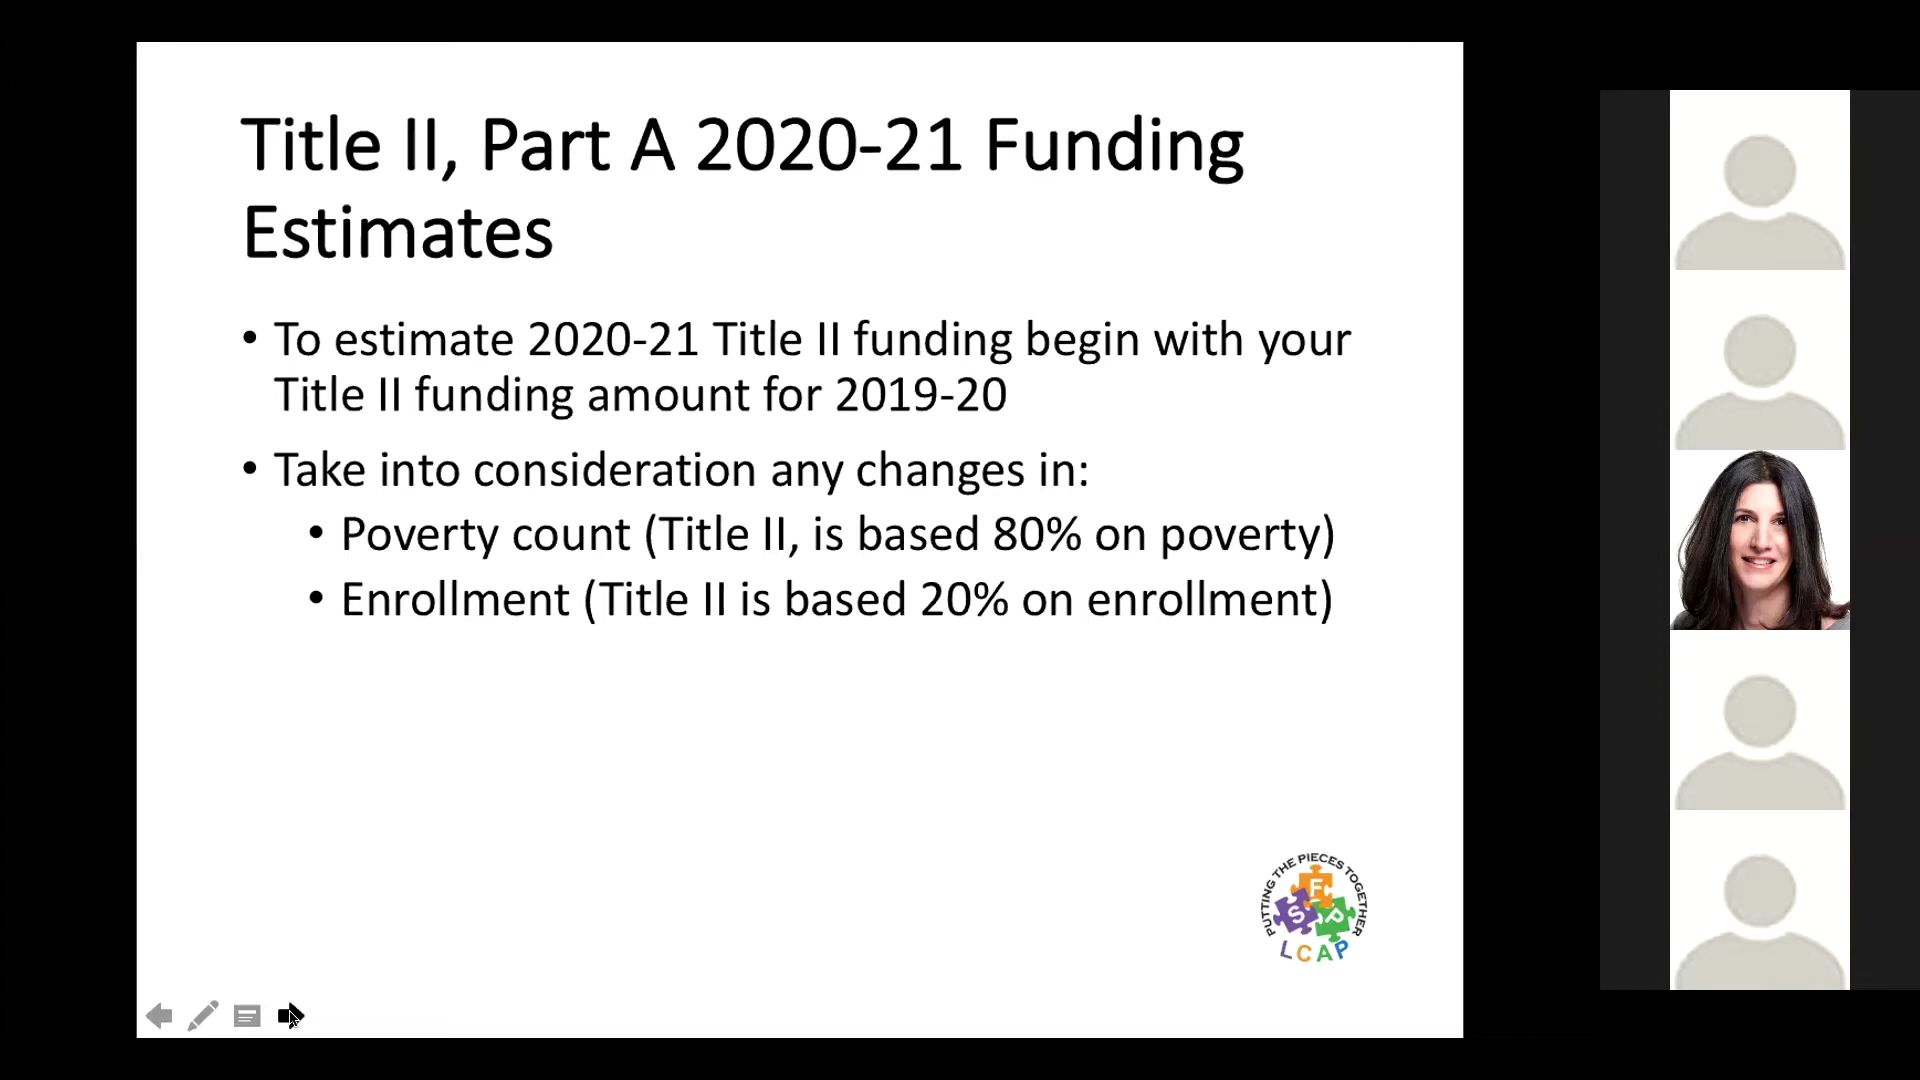 Title II, Part A 2020-21 Funding
Estimates
• To estimate 2020-21 Title II funding begin with your
Title II funding amount for 2019-20
• Take into consideration any changes in:
• Poverty count (Title II, is based 80% on poverty)
• Enrollment (Title II is based 20% on enrollment)
PUTTING THE PIECES TOGETHER
F
S P
LCAP